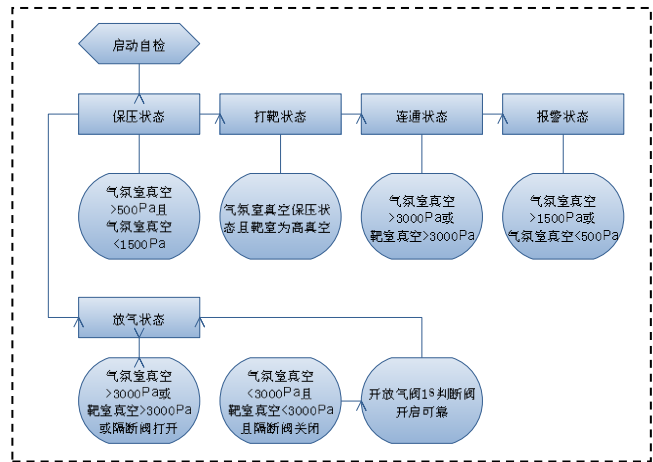 启动自检
保压状态
打靶状态
连通状态
报警状态
气氛室真空
>500Pa且
气氛室真空
<1500Pa
气氛室真空保压状
态且靶室为高真空
气氛室真空
>3000Pa或
靶室真空>3000Pa
气氛室真空
>1500Pa或
气氛室真空<500Pa
放气状态
气氛室真空
>3000Pa或
靶室真空>3000Pa
或隔断阀打开
气氛室真空
<3000Pa且
靶室真空<3000Pa
且隔断阀关闭
开放气阀1s判断阀
开启可靠